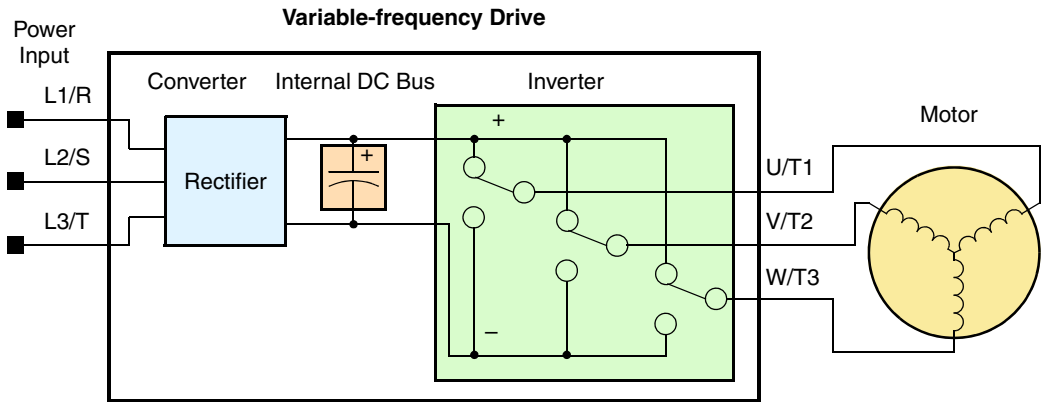 Variable-frequency Drive
Power
Input
Converter
Internal DC Bus
Inverter
Motor
L1/R
L2/S
L3/T
Rectifier
+
+
–
U/T1
V/T2
W/T3